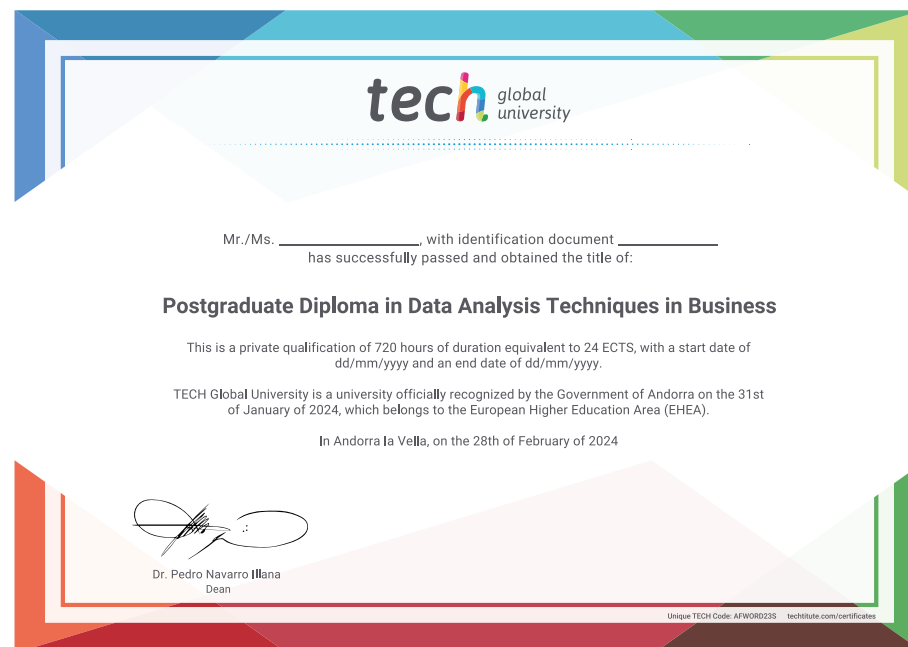 tech global
university
Mr./Ms. ____________, with identification document ____________
has successfully passed and obtained the title of:
Postgraduate Diploma in Data Analysis Techniques in Business
This is a private qualification of 720 hours of duration equivalent to 24 ECTS, with a start date of
dd/mm/yyyy and an end date of dd/mm/yyyy.
TECH Global University is a university officially recognized by the Government of Andorra on the 31st
of January of 2024, which belongs to the European Higher Education Area (EHEA).
In Andorra la Vella, on the 28th of February of 2024
Dr. Pedro Navarro Illana
Dean
Unique TECH Code: AFWORD23S techtitute.com/certificates